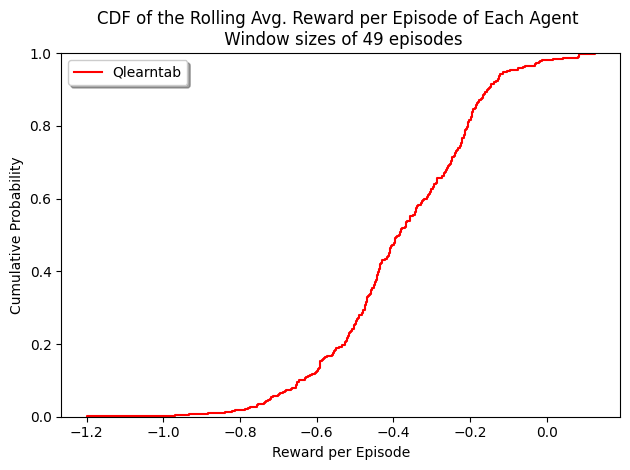 CDF of the Rolling Avg. Reward per Episode of Each Agent
Window sizes of 49 episodes
Qlearntab
Cumulative Probability
1.0
0.8
0.6
0.4
0.2
0.0
−1.2 −1.0 −0.8 −0.6 −0.4 −0.2 0.0
Reward per Episode